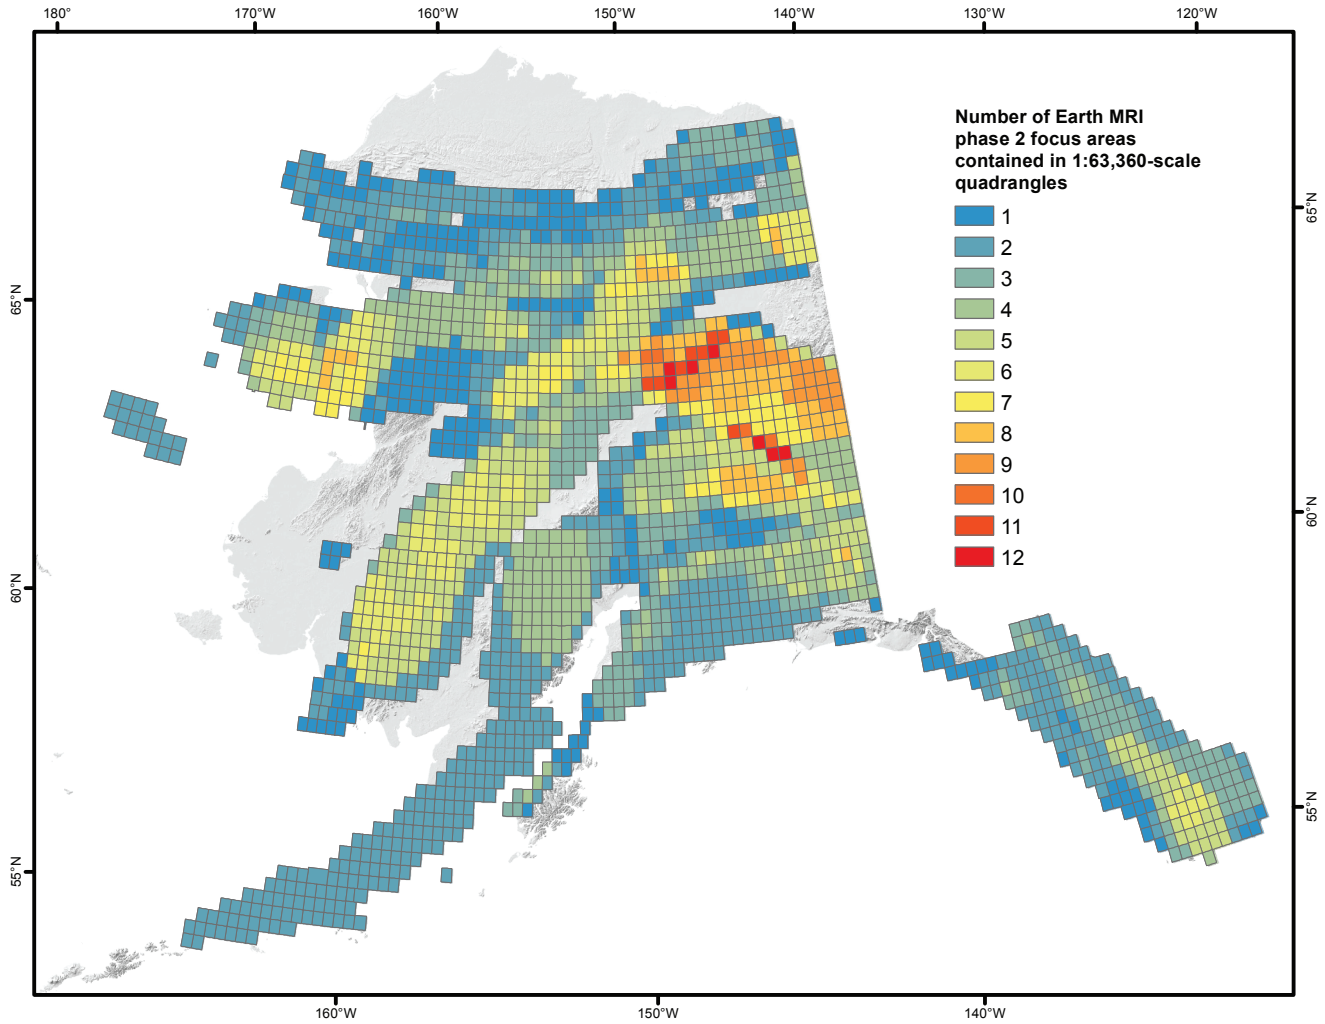 180°
170°W
160°W
150°W
140°W
130°W
120°W
Number of Earth MRI
phase 2 focus areas
contained in 1:63,360-scale
quadrangles
1
2
3
4
5
6
7
8
9
10
11
12
65°N
60°N
55°N
65°N
60°N
55°N
160°W
150°W
140°W